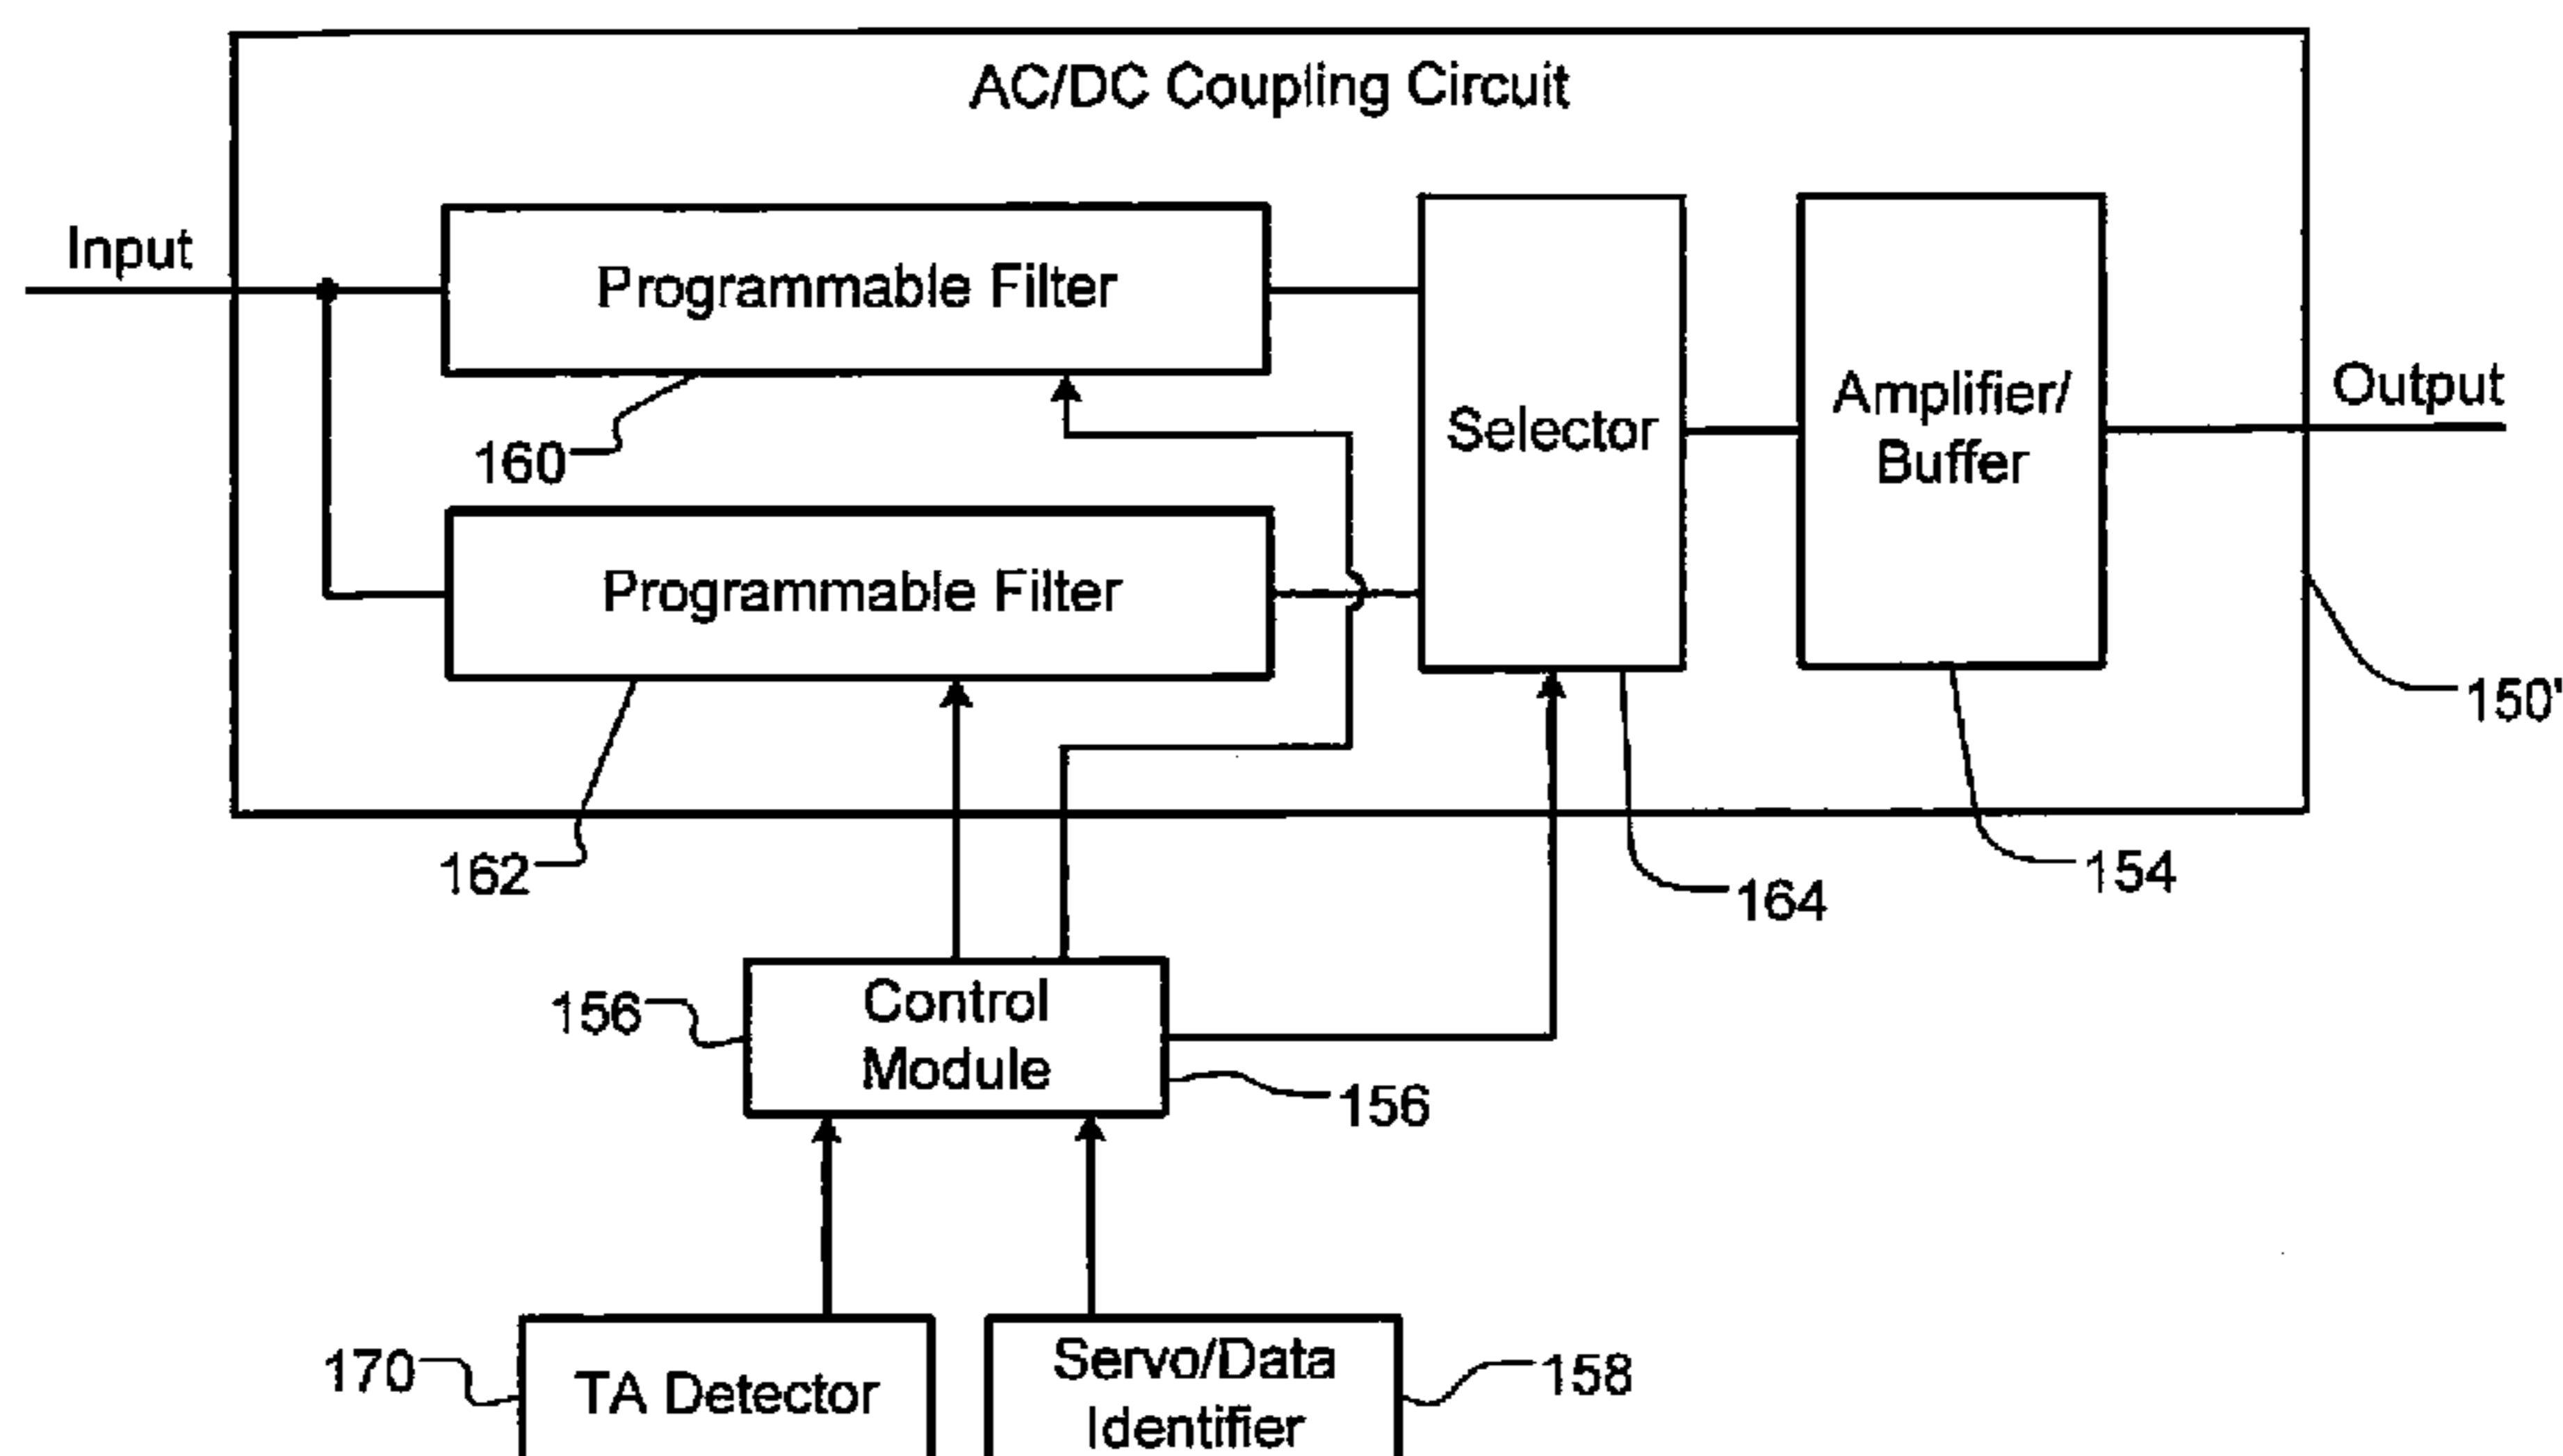 AC/DC Coupling Circuit
Input
Programmable Filter
160
Programmable Filter
162
Selector
164
Amplifier/
Buffer
154
Output
150'
Control
Module
156
156
TA Detector
170
Servo/Data
Identifier
158